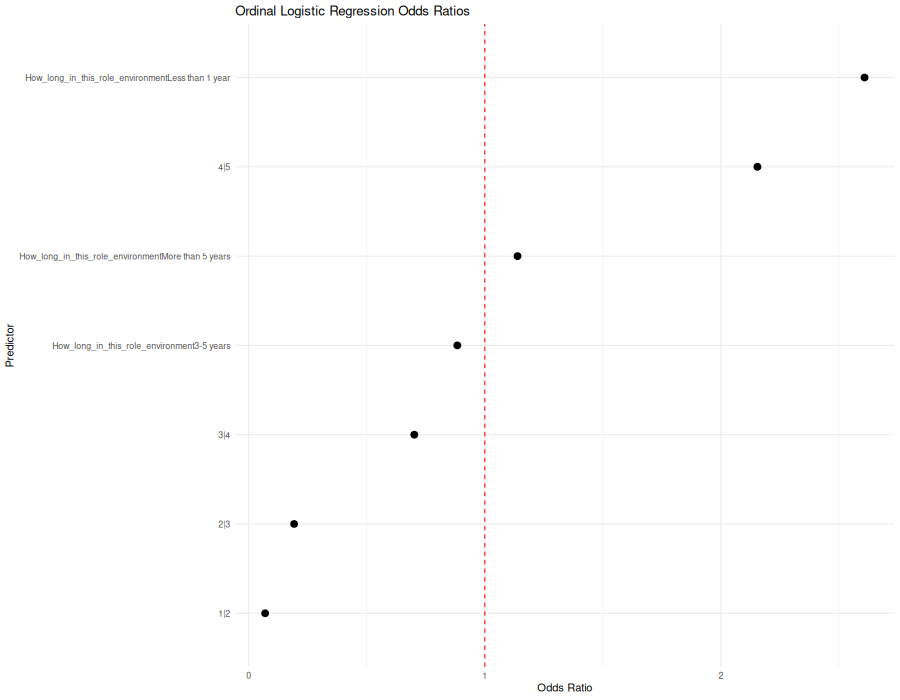 Ordinal Logistic Regression Odds Ratios
Predictor
How_long_in_this_role_environmentLess than 1 year
4|5
How_long_in_this_role_environmentMore than 5 years
How_long_in_this_role_environment3-5 years
3|4
2|3
1|2
0
1
2
Odds Ratio